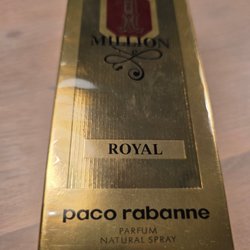 MILLION
ROYAL
paco rabanne
PARFUM
NATURAL SPRAY